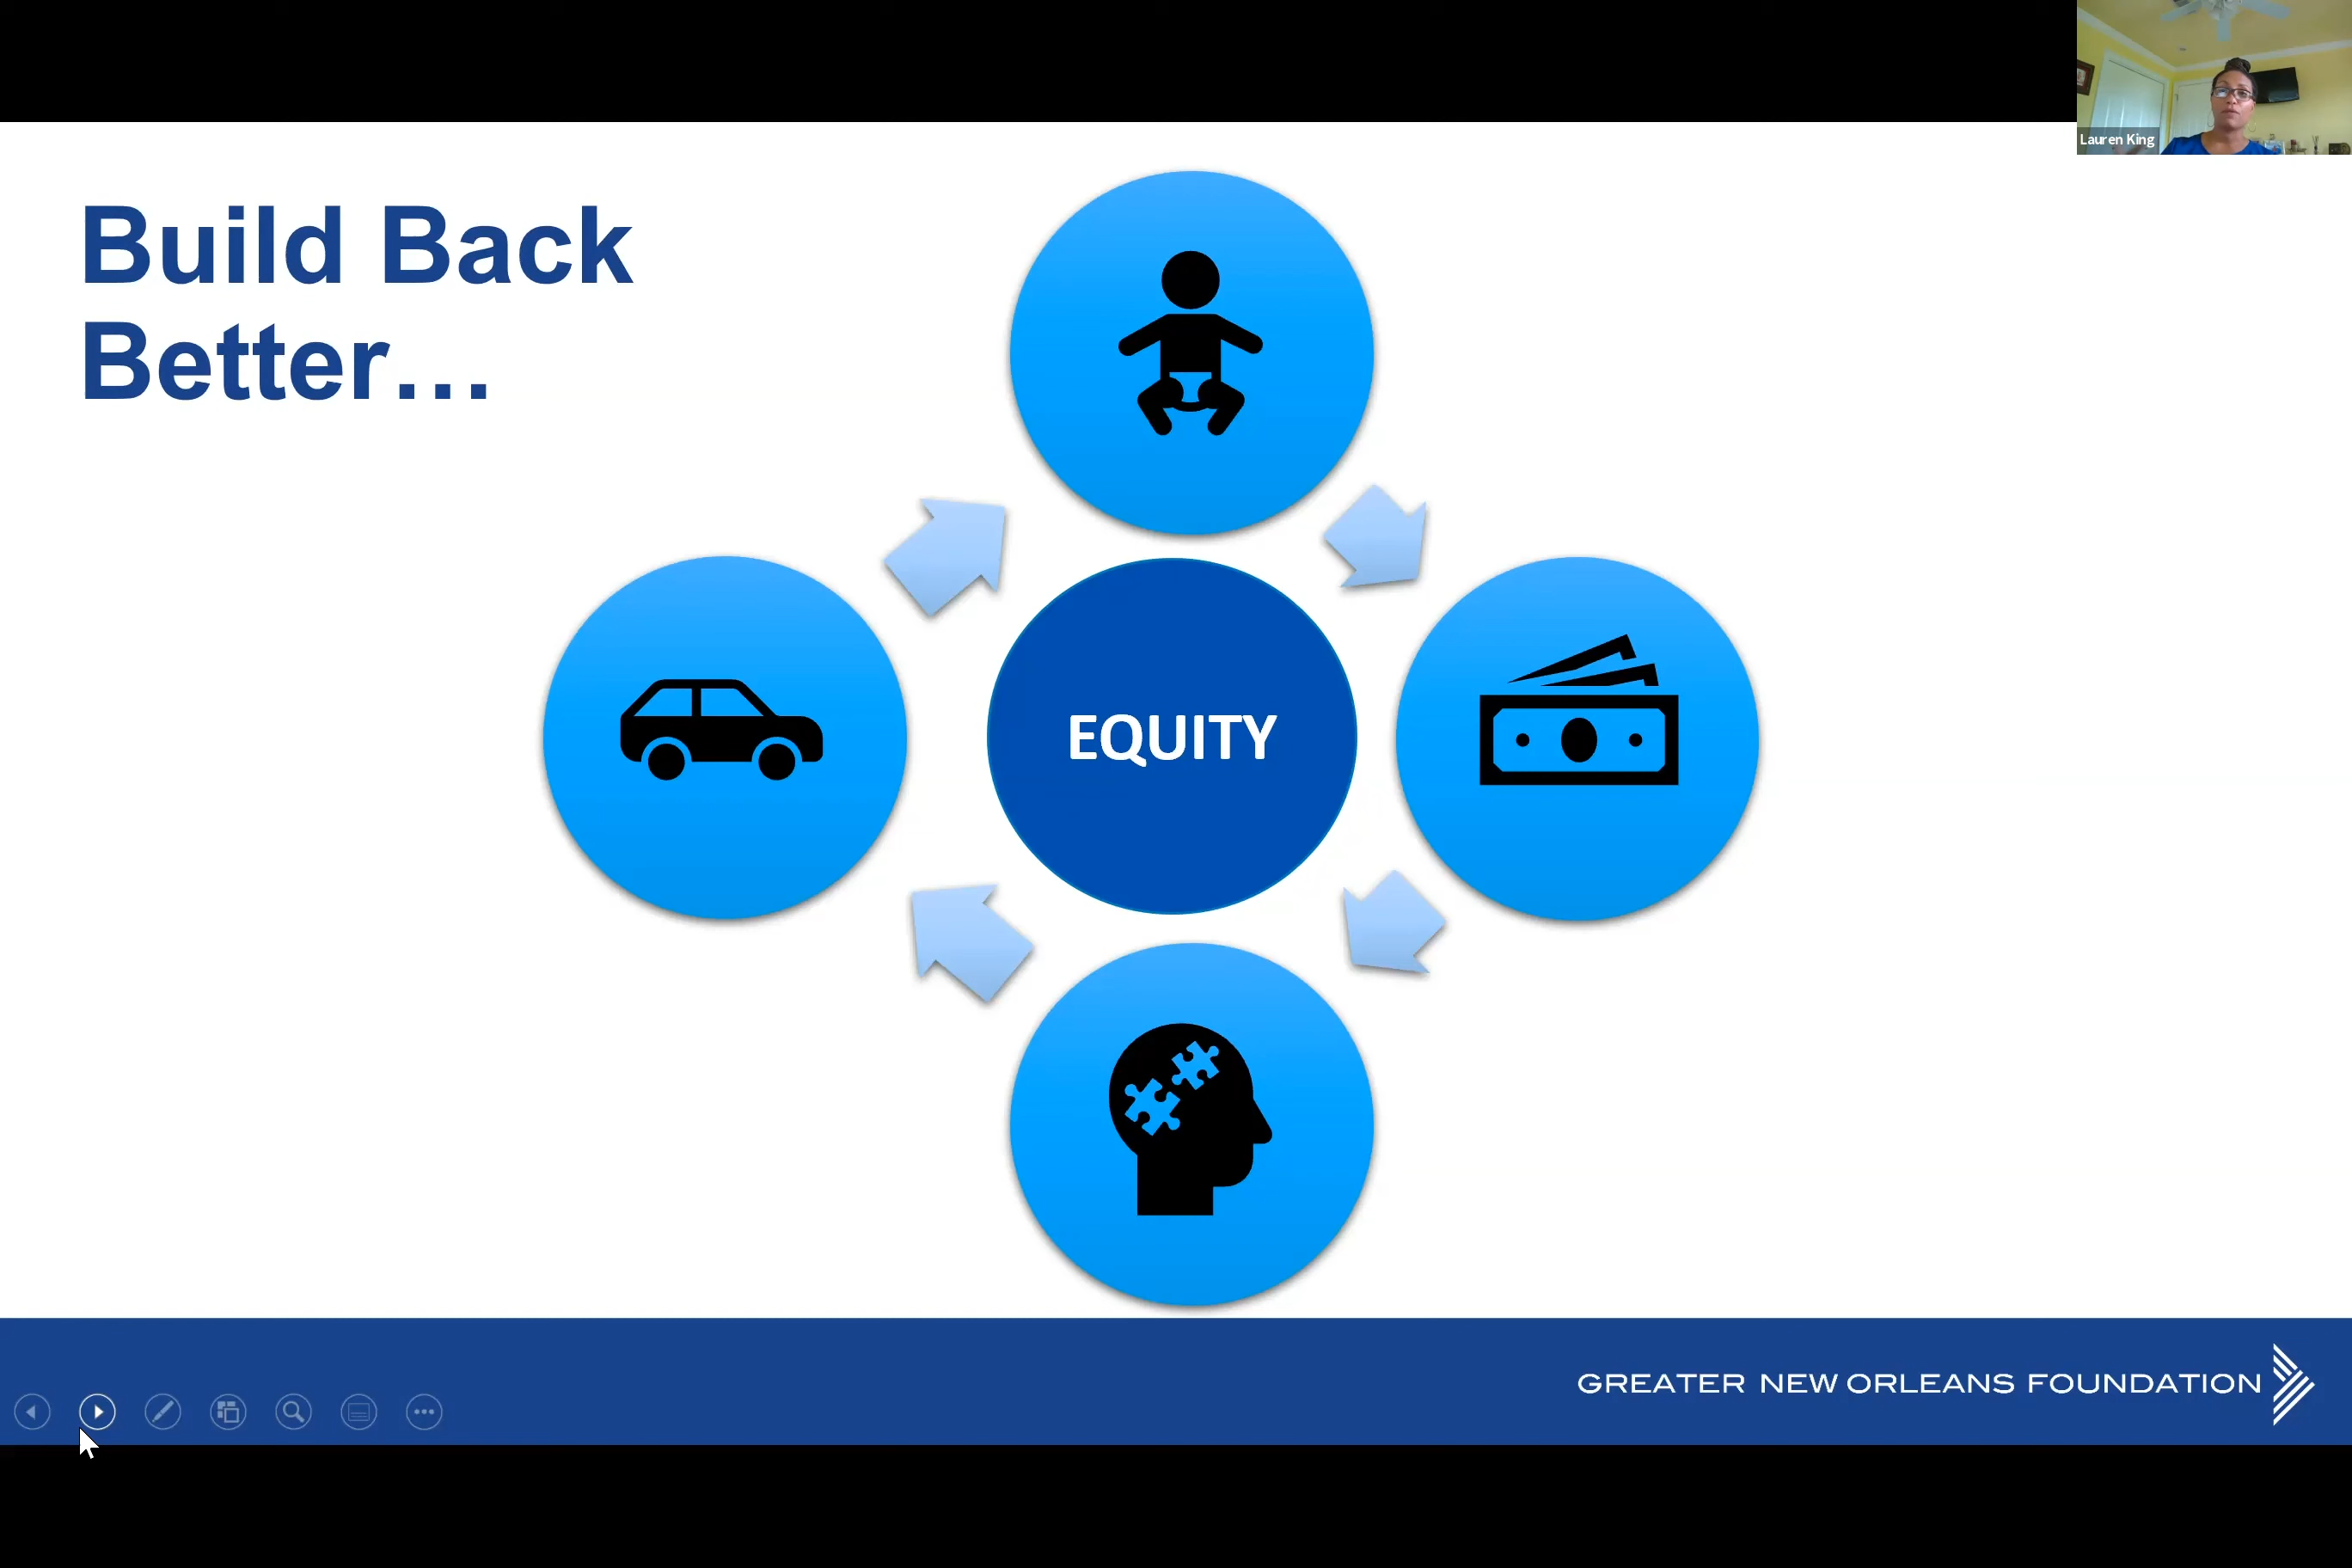 Lauren King
Build Back
Better…
EQUITY
GREATER NEW ORLEANS FOUNDATION